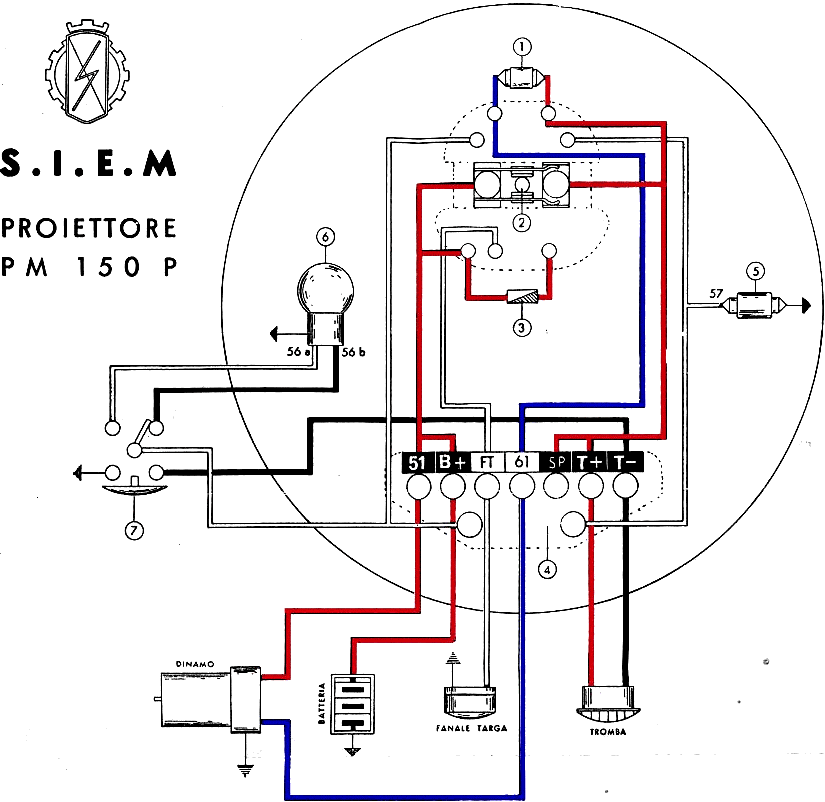 1
S.I.E.M
PROIETTORE
PM 150 P
2
6
5
57
3
56 a
56 b
51 B+ FT 61 SP T+ T-
7
4
DINAMO
BATTERIA
FANALE TARGA
TROMBA